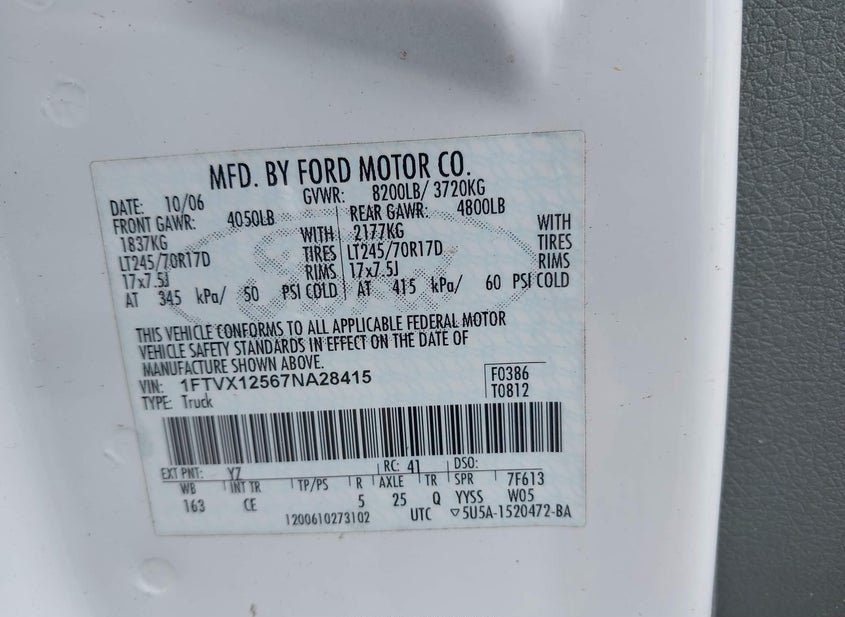 MFD. BY FORD MOTOR CO.
DATE: 10/06 GVWR: 8200LB/ 3720KG
FRONT GAWR: 4050LB REAR GAWR: 4800LB
1837KG WITH 2177KG WITH
LT245/70R17D TIRES LT245/70R17D TIRES
17x7.5J RIMS 17x7.5J RIMS
AT 345 kPa/ 50 PSI COLD AT 415 kPa/ 60 PSI COLD
THIS VEHICLE CONFORMS TO ALL APPLICABLE FEDERAL MOTOR
VEHICLE SAFETY STANDARDS IN EFFECT ON THE DATE OF
MANUFACTURE SHOWN ABOVE.
VIN: 1FTVX12567NA28415 F0386
TYPE: Truck T0812
EXT PNT: YZ RC: 41 DSO:
WB INT TR TP/PS R AXLE TR SPR 7F613
163 CE 5 25 Q YYSS W05
1200610273102 UTC ▽5U5A-1520472-BA